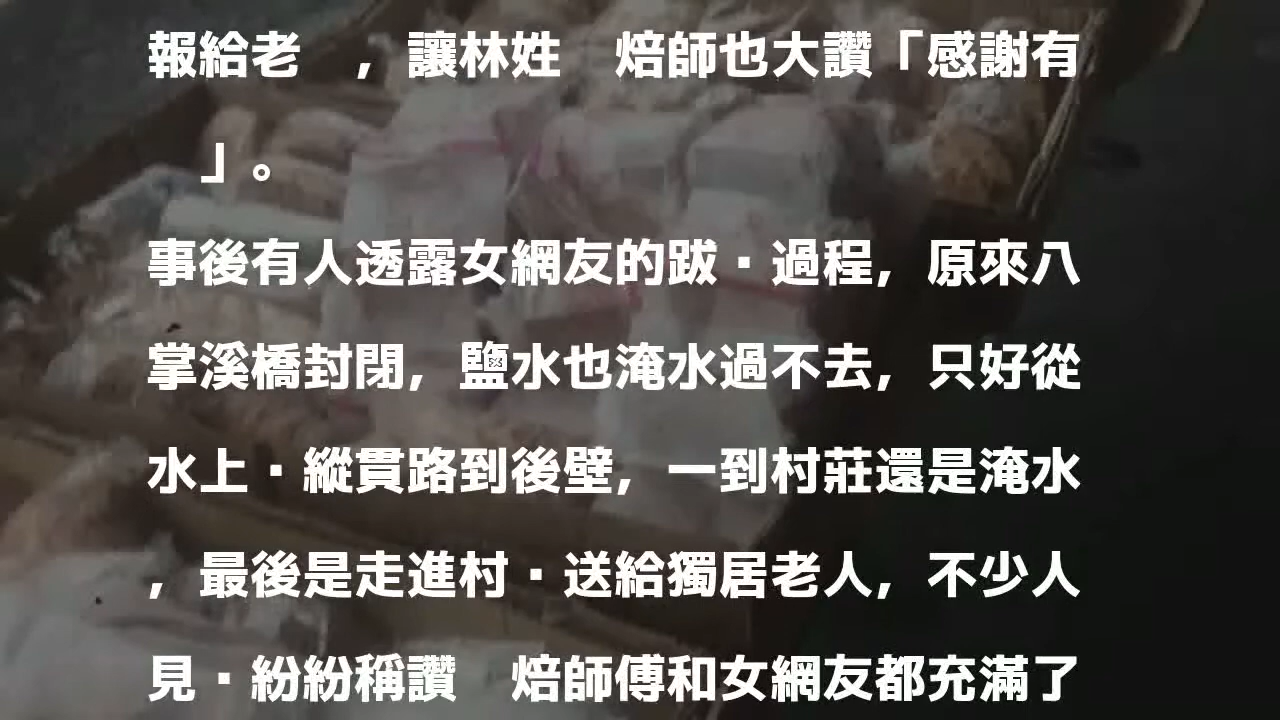 報給老　，讓林姓　焙師也大讚「感謝有
　」。
事後有人透露女網友的跋▪過程，原來八
掌溪橋封閉，鹽水也淹水過不去，只好從
水上▪縱貫路到後壁，一到村莊還是淹水
，最後是走進村▪送給獨居老人，不少人
見▪紛紛稱讚　焙師傅和女網友都充滿了